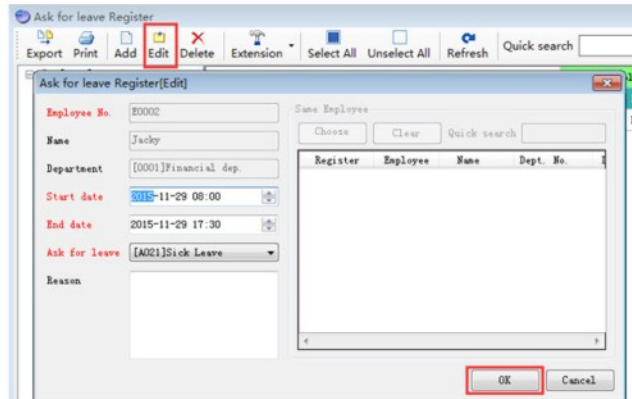 Ask for leave Register
Export Print Add Edit Delete Extension Select All Unselect All Refresh Quick search
Ask for leave Register[Edit]
Employee No. E0002
Name Jacky
Department [0001]Financial dep.
Start date 2015-11-29 08:00
End date 2015-11-29 17:30
Ask for leave [A021]Sick Leave
Reason
Same Employee
Choose Clear Quick search
Register Employee Name Dept. No.
OK Cancel